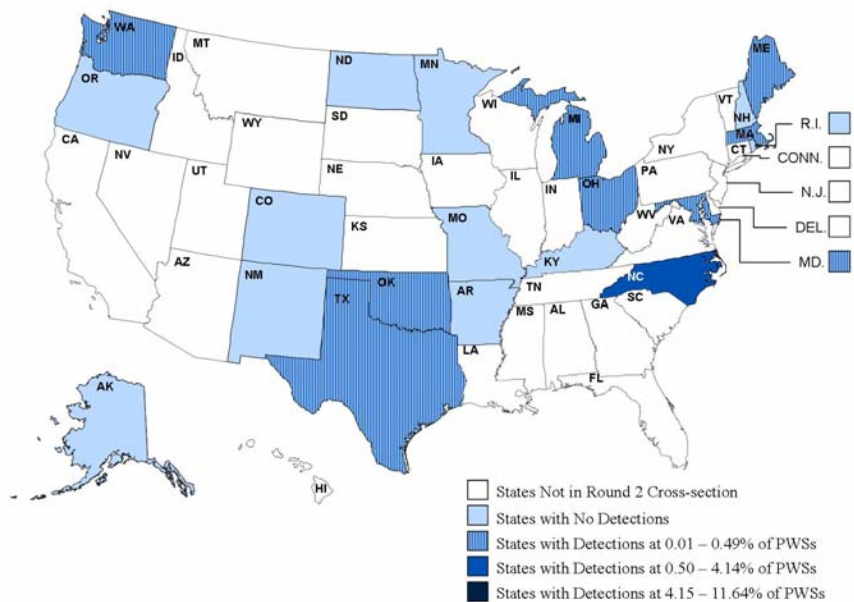 WA
MT
ID
ND
MN
OR
ME
VT
WI
MI
NH
SD
WY
MA
R.I.
CA
NY
CT
CONN.
NV
IA
PA
NE
N.J.
UT
IL
IN
OH
CO
WV
VA
DEL.
KS
MO
KY
MD.
AZ
NM
OK
NC
AR
TN
TX
MS
AL
GA
SC
LA
FL
AK
HI
States Not in Round 2 Cross-section
States with No Detections
States with Detections at 0.01 – 0.49% of PWSs
States with Detections at 0.50 – 4.14% of PWSs
States with Detections at 4.15 – 11.64% of PWSs